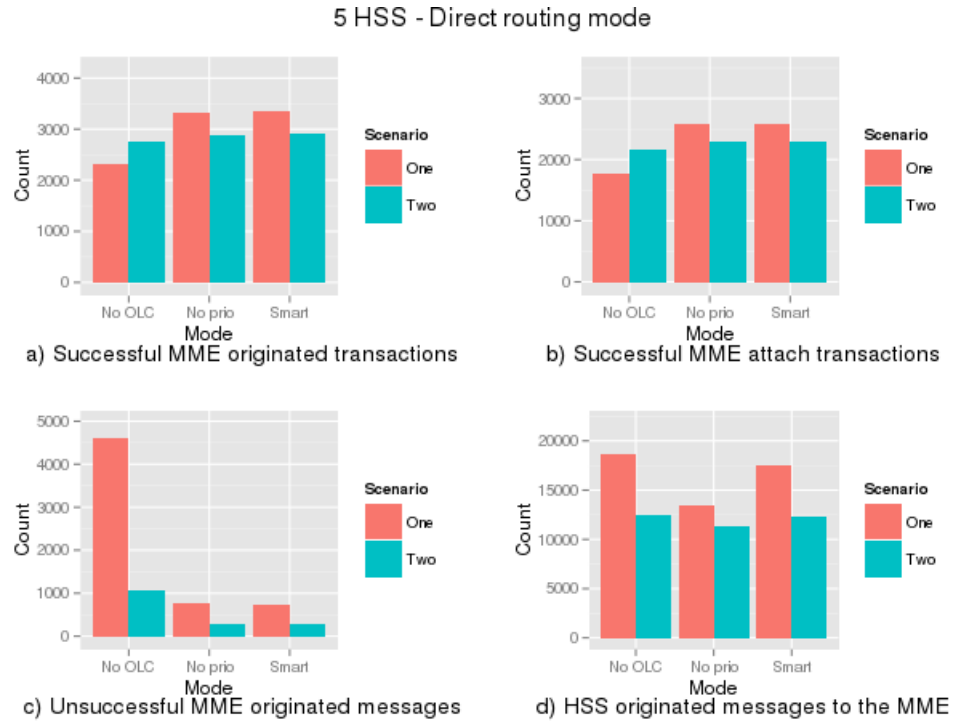 5 HSS - Direct routing mode
4000
3000
2000
1000
0
Count
No OLC No prio Smart
Mode
Scenario
One
Two
a) Successful MME originated transactions
3000
2000
1000
0
Count
No OLC No prio Smart
Mode
Scenario
One
Two
b) Successful MME attach transactions
5000
4000
3000
2000
1000
0
Count
No OLC No prio Smart
Mode
Scenario
One
Two
c) Unsuccessful MME originated messages
20000
15000
10000
5000
0
Count
No OLC No prio Smart
Mode
Scenario
One
Two
d) HSS originated messages to the MME